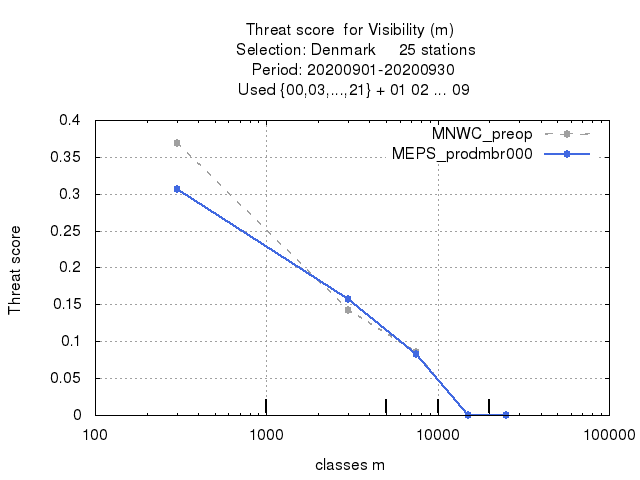 Threat score  for Visibility (m)
Selection: Denmark     25 stations
Period: 20200901-20200930
Used {00,03,...,21} + 01 02 ... 09
MNWC_preop
MEPS_prodmbr000
Threat score
0.4
0.35
0.3
0.25
0.2
0.15
0.1
0.05
0
100 1000 10000 100000
classes m